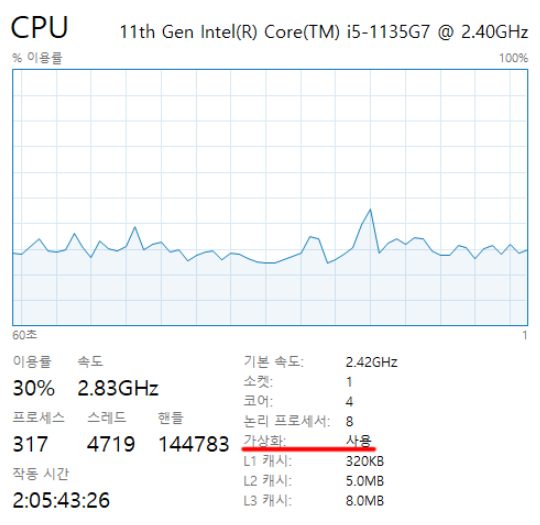 CPU 11th Gen Intel(R) Core(TM) i5-1135G7 @ 2.40GHz
% 이용률 100%
60초 1
이용률 속도
30% 2.83GHz
프로세스 스레드 핸들
317 4719 144783
작동 시간
2:05:43:26
기본 속도: 2.42GHz
소켓: 1
코어: 4
논리 프로세서: 8
가상화: 사용
L1 캐시: 320KB
L2 캐시: 5.0MB
L3 캐시: 8.0MB